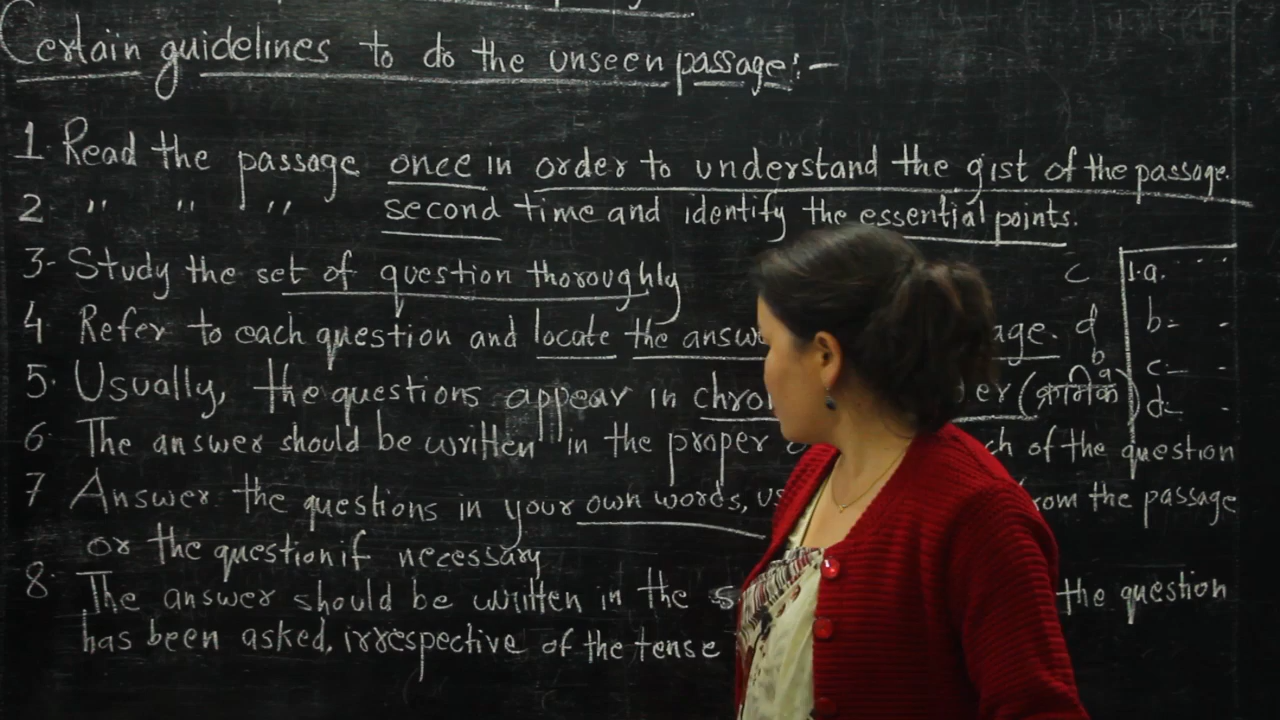 Certain guidelines to do the unseen passage:-
1. Read the passage once in order to understand the gist of the passage.
2 " " " second time and identify the essential points.
3. Study the set of question thoroughly
4 Refer to each question and locate the answ age.
5. Usually, the questions appear in chro er (
6. The answer should be written in the proper ch of the question
7 Answer the questions in your own words, us rom the passage
or the question if necessary
8. The answer should be written in the s the question
has been asked, irrespective of the tense
c
d
b
a
1.a.
b-
c-
d-